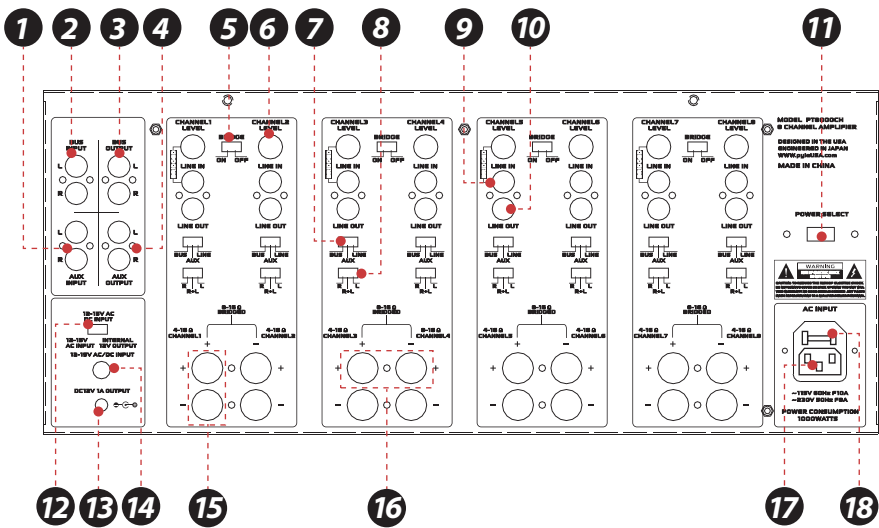 1 2 3 4 5 6 7 8 9 10 11
BUS INPUT
BUS OUTPUT
L
R
L
R
AUX INPUT
AUX OUTPUT
CHANNEL1 LEVEL
CHANNEL2 LEVEL
BRIDGE
ON OFF
LINE IN
LINE IN
LINE OUT
LINE OUT
BUS LINE
AUX
BUS LINE
AUX
R L
R+L
R L
R+L
8-16 Ω
BRIDGED
4-16 Ω
CHANNEL1
4-16 Ω
CHANNEL2
+ −
+ +
− −
CHANNEL3 LEVEL
CHANNEL4 LEVEL
BRIDGE
ON OFF
LINE IN
LINE IN
LINE OUT
LINE OUT
BUS LINE
AUX
BUS LINE
AUX
R L
R+L
R L
R+L
8-16 Ω
BRIDGED
4-16 Ω
CHANNEL3
CHANNEL4
+ −
+ +
− −
CHANNEL5 LEVEL
CHANNEL6 LEVEL
BRIDGE
ON OFF
LINE IN
LINE IN
LINE OUT
LINE OUT
BUS LINE
AUX
BUS LINE
AUX
R L
R+L
R L
R+L
8-16 Ω
BRIDGED
4-16 Ω
CHANNEL5
4-16 Ω
CHANNEL6
+ −
+ +
− −
CHANNEL7 LEVEL
CHANNEL8 LEVEL
BRIDGE
ON OFF
LINE IN
LINE IN
LINE OUT
LINE OUT
BUS LINE
AUX
BUS LINE
AUX
R L
R+L
R L
R+L
8-16 Ω
BRIDGED
4-16 Ω
CHANNEL7
4-16 Ω
CHANNEL8
+ −
+ +
− −
MODEL PT8000CH
8 CHANNEL AMPLIFIER
DESIGNED IN THE USA
ENGINEERED IN JAPAN
WWW.pyleUSA.com
MADE IN CHINA
POWER SELECT
WARNING
AC INPUT
~115V 60Hz F10A
~230V 50Hz F8A
POWER CONSUMPTION
1000WATTS
12-15V AC
DC INPUT
12-15V
AC INPUT
INTERNAL
12V OUTPUT
12-15V AC/DC INPUT
DC12V 1A OUTPUT
12 13 14 15 16 17 18